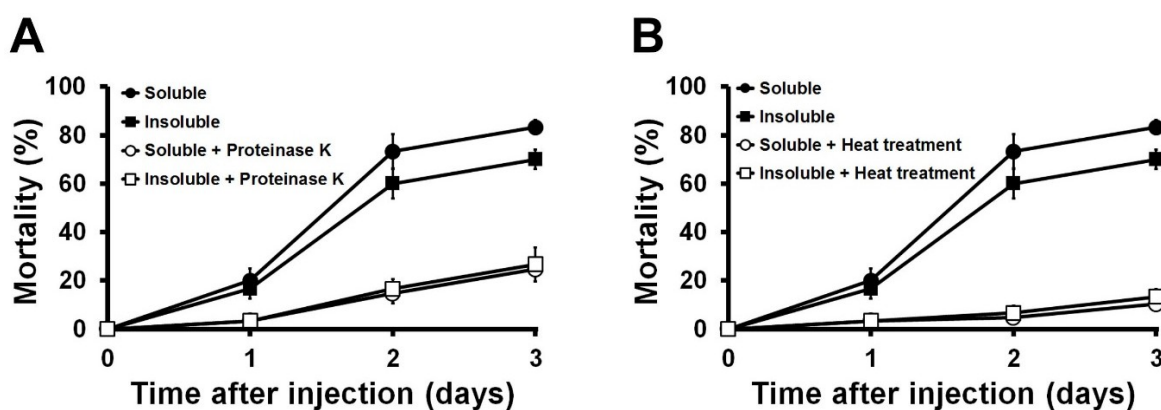 A
Mortality (%)
100
80
60
40
20
0
Soluble
Insoluble
Soluble + Proteinase K
Insoluble + Proteinase K
0 1 2 3
Time after injection (days)
B
Mortality (%)
100
80
60
40
20
0
Soluble
Insoluble
Soluble + Heat treatment
Insoluble + Heat treatment
0 1 2 3
Time after injection (days)